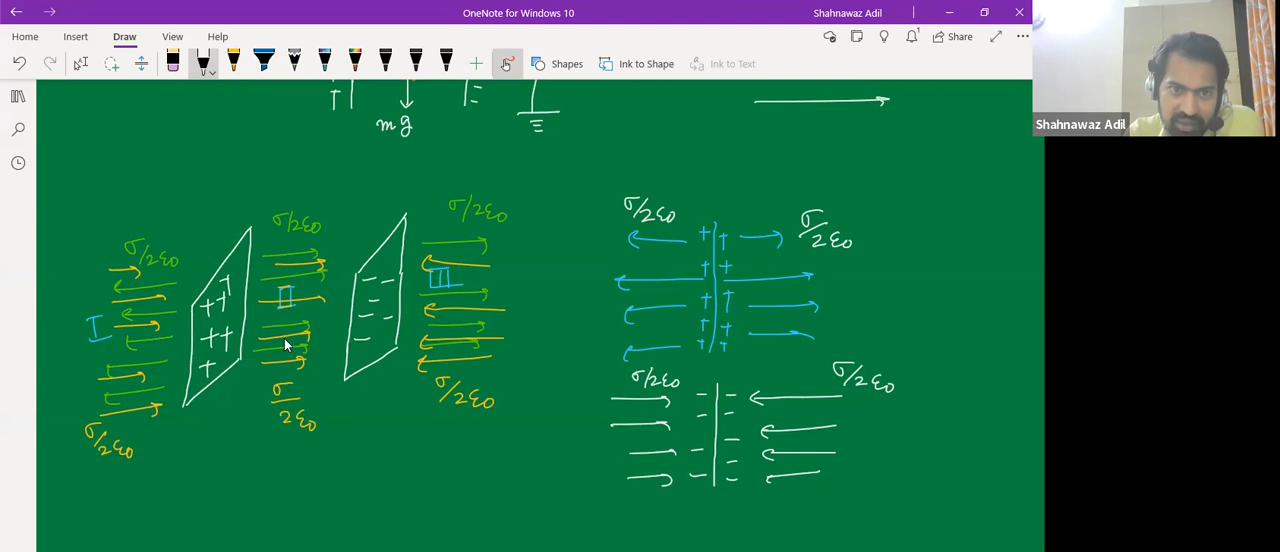 OneNote for Windows 10
Shahnawaz Adil
Home Insert Draw View Help
Share
Shapes
Ink to Shape
Ink to Text
Shahnawaz Adil
mg
σ/2ε0
σ/2ε0
σ/2ε0
σ/2ε0
σ/2ε0
I
II
III
+ +
+ +
+
- -
-
- -
-
σ/2ε0
σ/2ε0
σ/2ε0
σ/2ε0
σ/2ε0